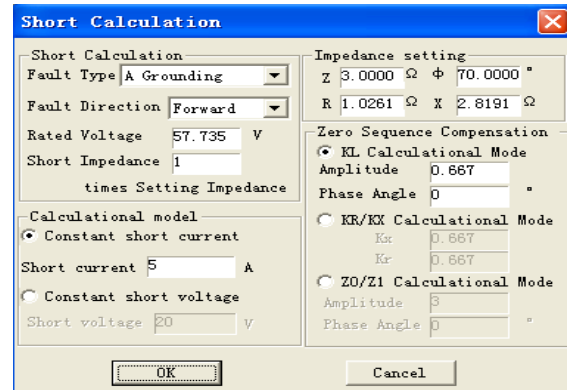 Short Calculation
Short Calculation
Fault Type A Grounding
Fault Direction Forward
Rated Voltage 57.735 V
Short Impedance 1
times Setting Impedance
Calculational model
Constant short current
Short current 5 A
Constant short voltage
Short voltage 20 V
Impedance setting
Z 3.0000 Ω Φ 70.0000 °
R 1.0261 Ω X 2.8191 Ω
Zero Sequence Compensation
KL Calculational Mode
Amplitude 0.667
Phase Angle 0 °
KR/KX Calculational Mode
Kx 0.667
Kr 0.667
Z0/Z1 Calculational Mode
Amplitude 3
Phase Angle 0 °
OK
Cancel